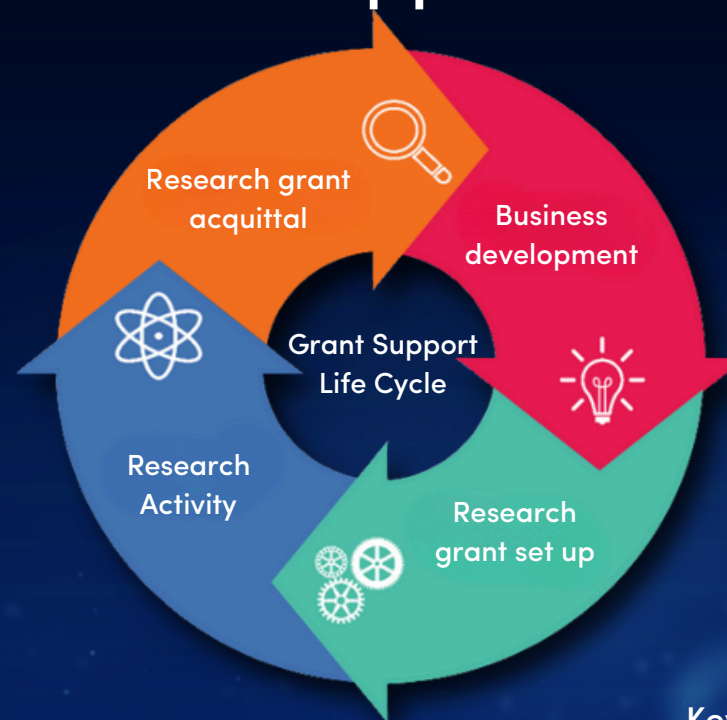 Research grant
acquittal
Business
development
Grant Support
Life Cycle
Research
Activity
Research
grant set up